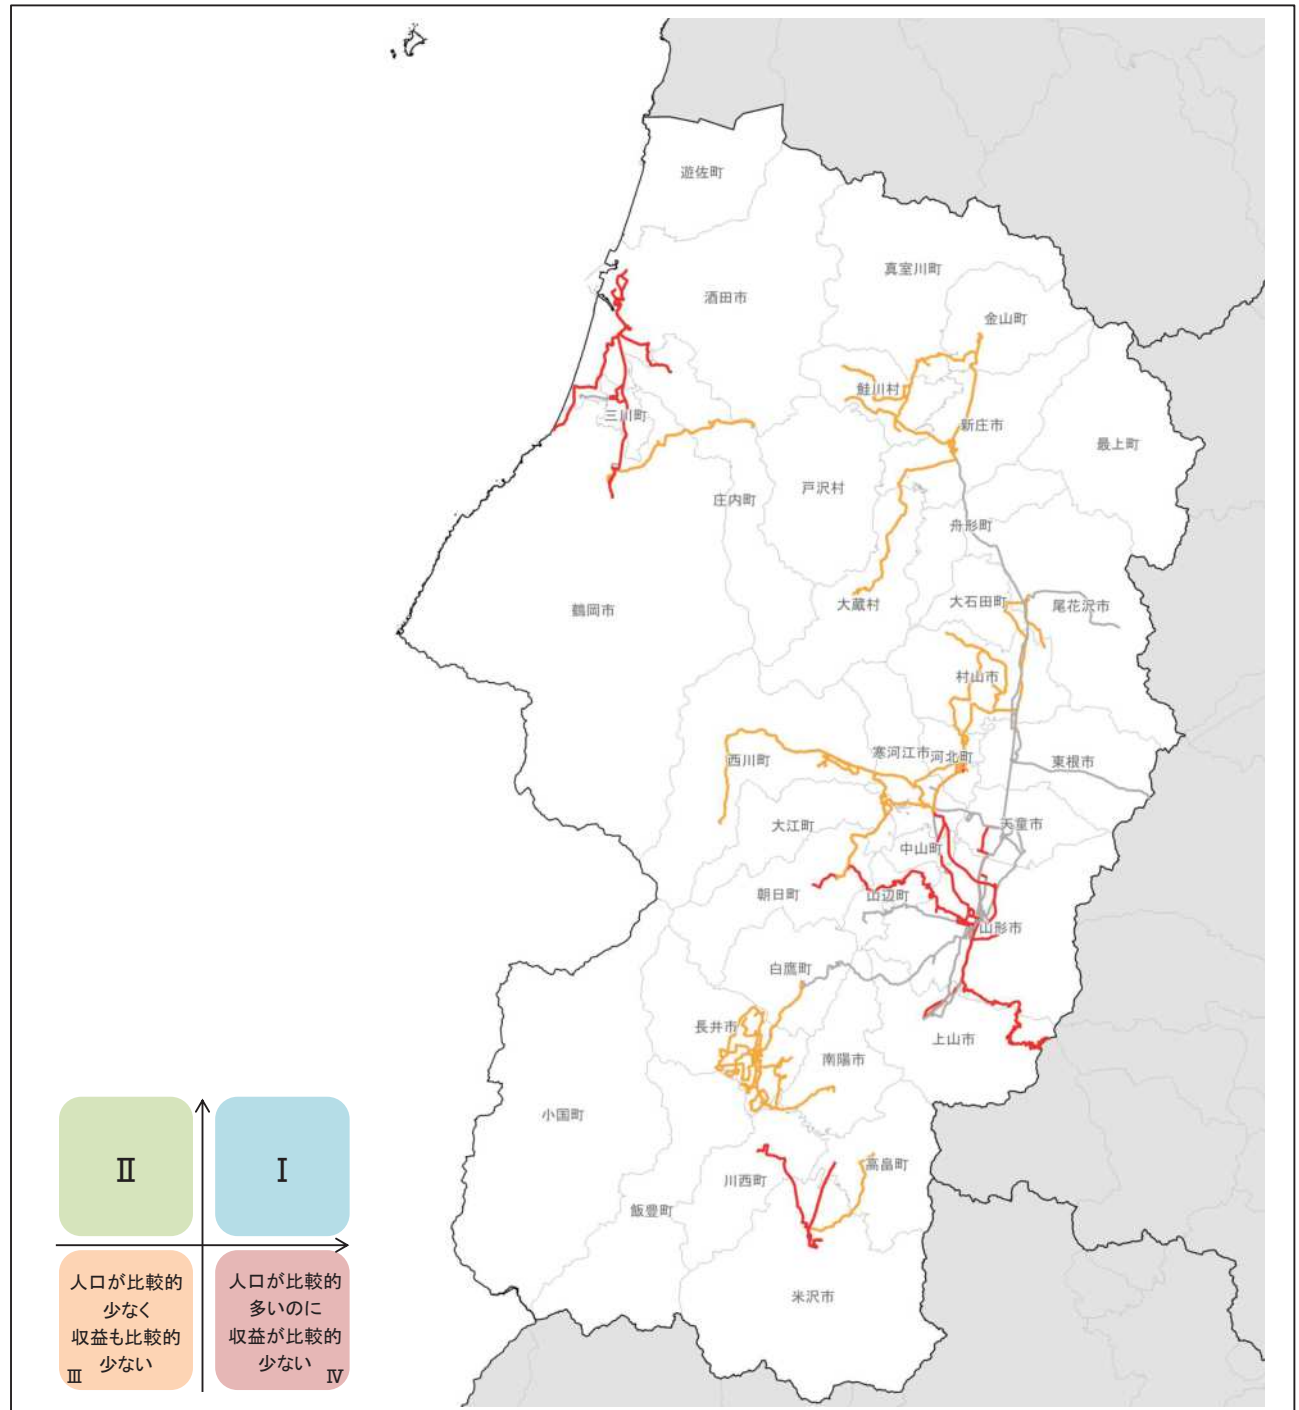 遊佐町
真室川町
酒田市
金山町
鮭川村
三川町
新庄市
最上町
戸沢村
庄内町
舟形町
大蔵村
大石田町
尾花沢市
鶴岡市
村山市
西川町
寒河江市
河北町
東根市
大江町
天童市
中山町
朝日町
山辺町
山形市
白鷹町
長井市
上山市
南陽市
小国町
高畠町
川西町
飯豊町
米沢市
Ⅱ
Ⅰ
人口が比較的
少なく
収益も比較的
少ない
Ⅲ
人口が比較的
多いのに
収益が比較的
少ない
Ⅳ